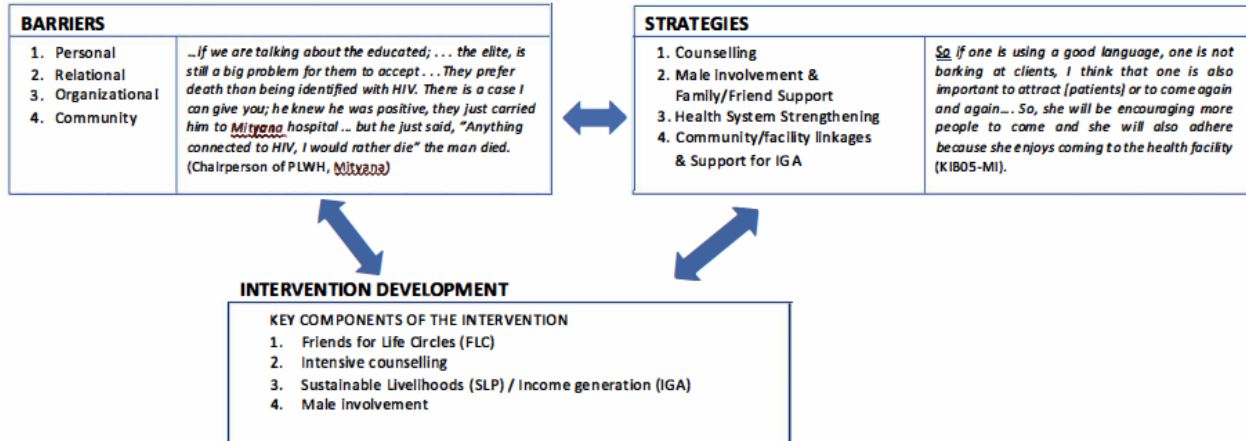 BARRIERS
1. Personal
2. Relational
3. Organizational
4. Community
...if we are talking about the educated; . . . the elite, is
still a big problem for them to accept . . . They prefer
death than being identified with HIV. There is a case I
can give you; he knew he was positive, they just carried
him to Mityana hospital ... but he just said, "Anything
connected to HIV, I would rather die" the man died.
(Chairperson of PLWH, Mityana)
STRATEGIES
1. Counselling
2. Male involvement &
Family/Friend Support
3. Health System Strengthening
4. Community/facility linkages
& Support for IGA
So if one is using a good language, one is not
barking at clients, I think that one is also
important to attract [patients] or to come again
and again.... So, she will be encouraging more
people to come and she will also adhere
because she enjoys coming to the health facility
(KIB05-MI).
INTERVENTION DEVELOPMENT
KEY COMPONENTS OF THE INTERVENTION
1. Friends for Life Circles (FLC)
2. Intensive counselling
3. Sustainable Livelihoods (SLP) / Income generation (IGA)
4. Male involvement